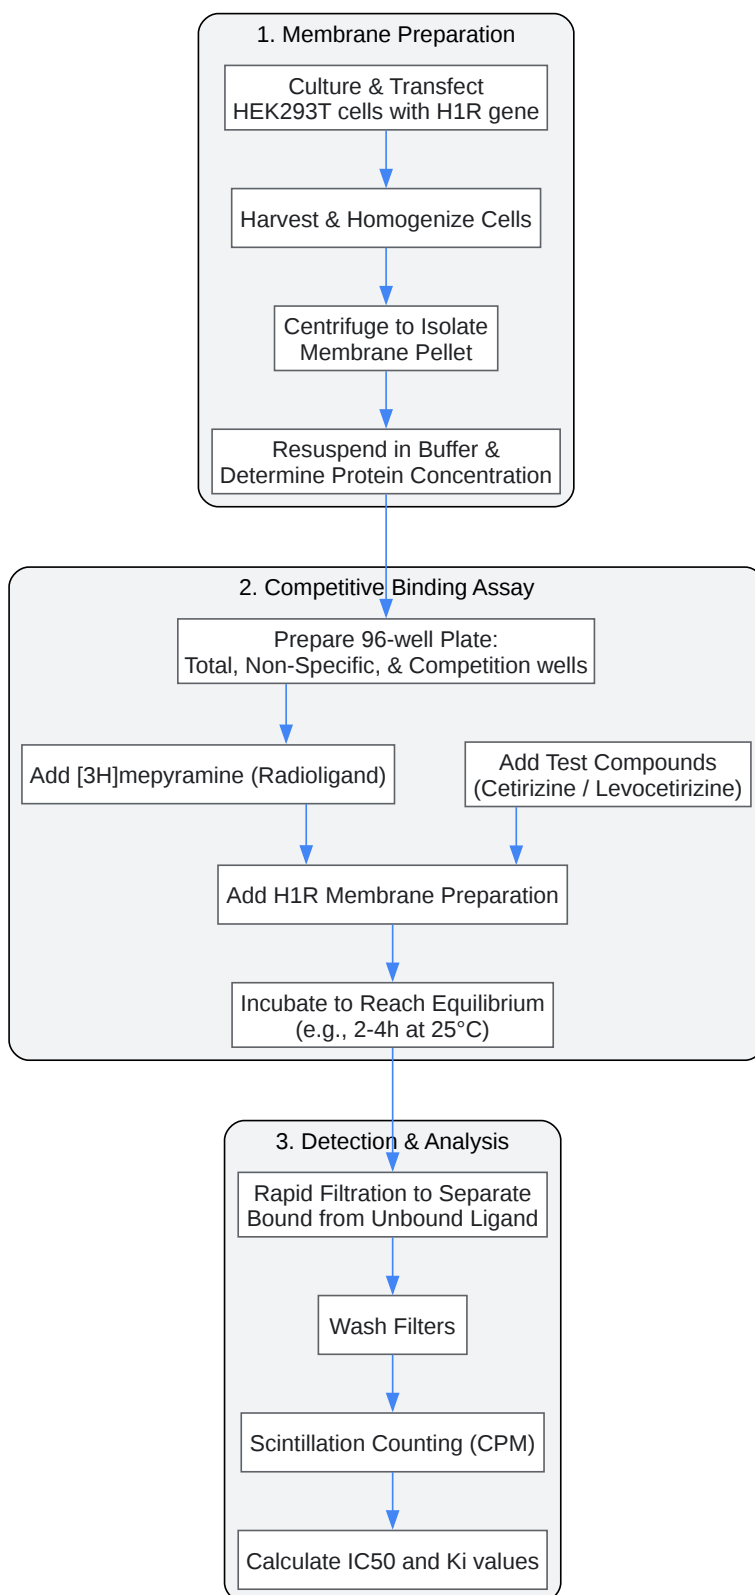 1. Membrane Preparation
Culture & Transfect
HEK293T cells with H1R gene
Harvest & Homogenize Cells
Centrifuge to Isolate
Membrane Pellet
Resuspend in Buffer &
Determine Protein Concentration
2. Competitive Binding Assay
Prepare 96-well Plate:
Total, Non-Specific, & Competition wells
Add [3H]mepyramine (Radioligand)
Add Test Compounds
(Cetirizine / Levocetirizine)
Add H1R Membrane Preparation
Incubate to Reach Equilibrium
(e.g., 2-4h at 25°C)
3. Detection & Analysis
Rapid Filtration to Separate
Bound from Unbound Ligand
Wash Filters
Scintillation Counting (CPM)
Calculate IC50 and Ki values